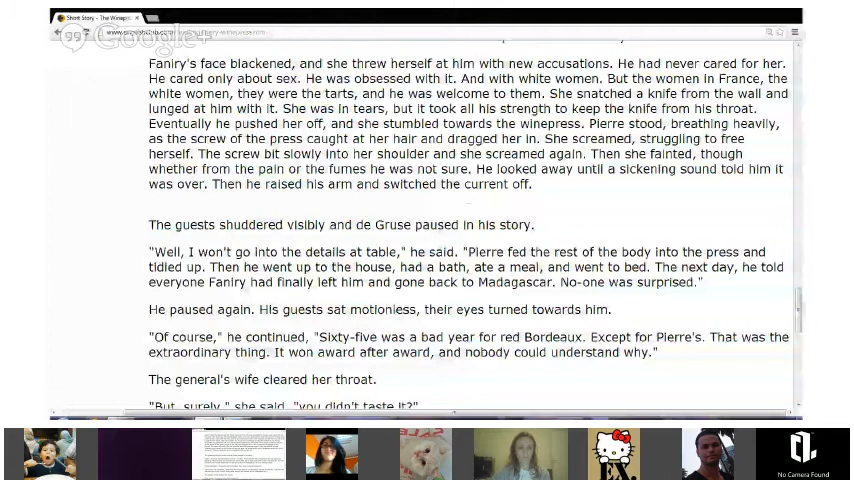 Short Story - The Winepre
Google+
Faniry's face blackened, and she threw herself at him with new accusations. He had never cared for her.
He cared only about sex. He was obsessed with it. And with white women. But the women in France, the
white women, they were the tarts, and he was welcome to them. She snatched a knife from the wall and
lunged at him with it. She was in tears, but it took all his strength to keep the knife from his throat.
Eventually he pushed her off, and she stumbled towards the winepress. Pierre stood, breathing heavily,
as the screw of the press caught at her hair and dragged her in. She screamed, struggling to free
herself. The screw bit slowly into her shoulder and she screamed again. Then she fainted, though
whether from the pain or the fumes he was not sure. He looked away until a sickening sound told him it
was over. Then he raised his arm and switched the current off.
The guests shuddered visibly and de Gruse paused in his story.
"Well, I won't go into the details at table," he said. "Pierre fed the rest of the body into the press and
tidied up. Then he went up to the house, had a bath, ate a meal, and went to bed. The next day, he told
everyone Faniry had finally left him and gone back to Madagascar. No-one was surprised."
He paused again. His guests sat motionless, their eyes turned towards him.
"Of course," he continued, "Sixty-five was a bad year for red Bordeaux. Except for Pierre's. That was the
extraordinary thing. It won award after award, and nobody could understand why."
The general's wife cleared her throat.
"But, surely," she said, "you didn't taste it?"
No Camera Found